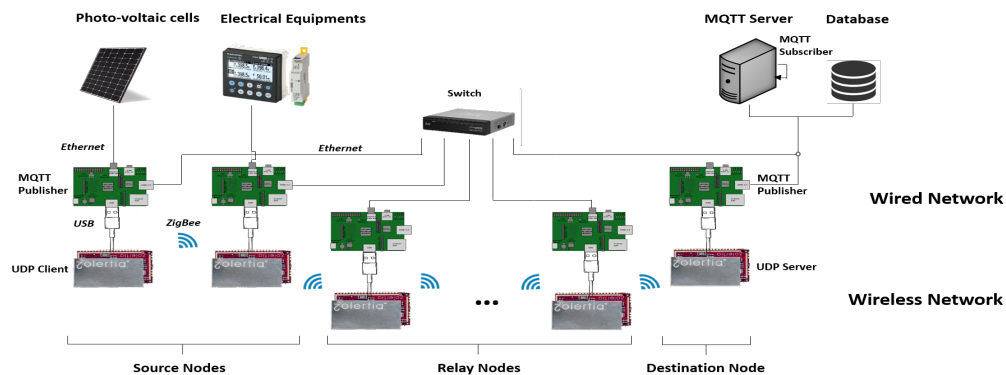 Photo-voltaic cells
Electrical Equipments
MQTT Server
Database
MQTT
Subscriber
Switch
Ethernet
Ethernet
MQTT
Publisher
MQTT
Publisher
Wired Network
USB
ZigBee
UDP Client
UDP Server
Wireless Network
...
Source Nodes
Relay Nodes
Destination Node